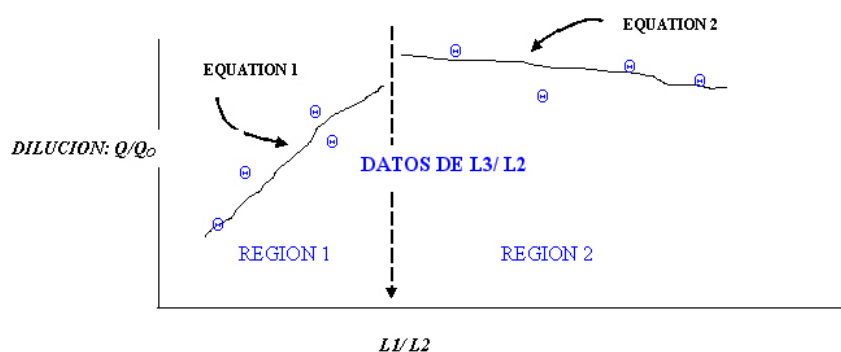 EQUATION 2
EQUATION 1
DILUCION: Q/QO
DATOS DE L3/ L2
REGION 1
REGION 2
L1/ L2